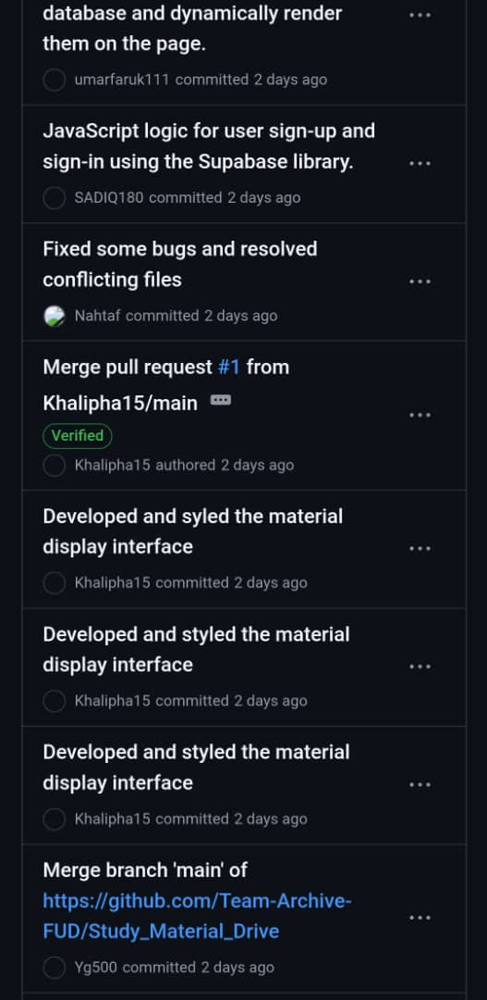 database and dynamically render
them on the page.
umarfaruk111 committed 2 days ago
JavaScript logic for user sign-up and
sign-in using the Supabase library.
SADIQ180 committed 2 days ago
Fixed some bugs and resolved
conflicting files
Nahtaf committed 2 days ago
Merge pull request #1 from
Khalipha15/main
Verified
Khalipha15 authored 2 days ago
Developed and syled the material
display interface
Khalipha15 committed 2 days ago
Developed and styled the material
display interface
Khalipha15 committed 2 days ago
Developed and styled the material
display interface
Khalipha15 committed 2 days ago
Merge branch 'main' of
https://github.com/Team-Archive-
FUD/Study_Material_Drive
Yg500 committed 2 days ago